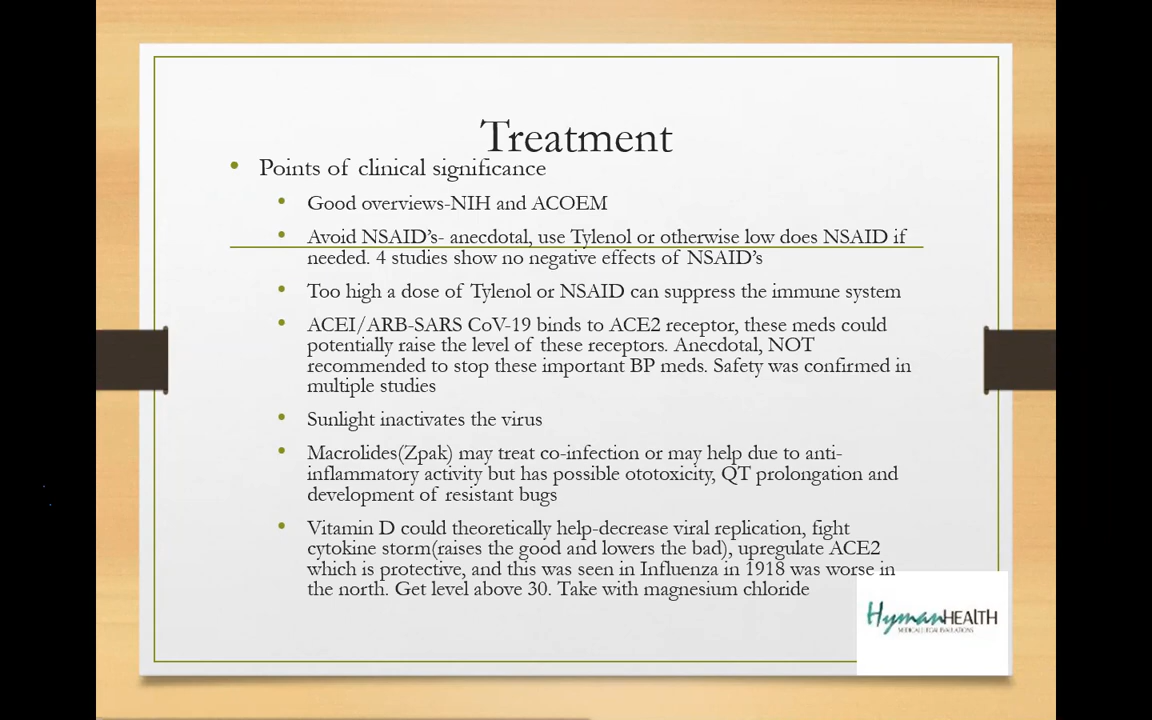 Treatment
• Points of clinical significance
• Good overviews-NIH and ACOEM
• Avoid NSAID’s- anecdotal, use Tylenol or otherwise low does NSAID if
needed. 4 studies show no negative effects of NSAID’s
• Too high a dose of Tylenol or NSAID can suppress the immune system
• ACEI/ARB-SARS CoV-19 binds to ACE2 receptor, these meds could
potentially raise the level of these receptors. Anecdotal, NOT
recommended to stop these important BP meds. Safety was confirmed in
multiple studies
• Sunlight inactivates the virus
• Macrolides(Zpak) may treat co-infection or may help due to anti-
inflammatory activity but has possible ototoxicity, QT prolongation and
development of resistant bugs
• Vitamin D could theoretically help-decrease viral replication, fight
cytokine storm(raises the good and lowers the bad), upregulate ACE2
which is protective, and this was seen in Influenza in 1918 was worse in
the north. Get level above 30. Take with magnesium chloride
HymanHEALTH
MEDICAL LEGAL EVALUATIONS